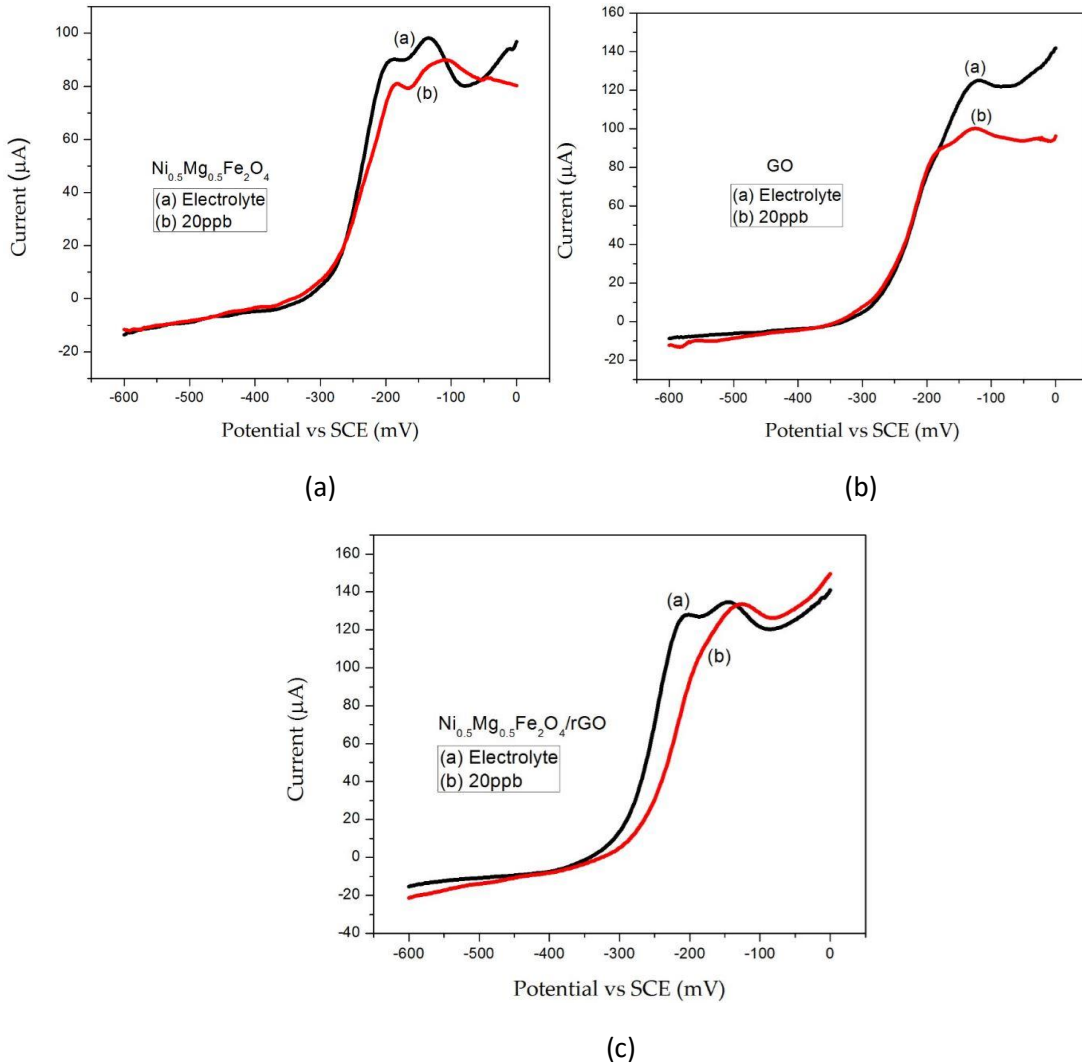 100
80
60
40
20
0
-20
Current (µA)
(a)
(b)
Ni0.5Mg0.5Fe2O4
(a) Electrolyte
(b) 20ppb
-600 -500 -400 -300 -200 -100 0
Potential vs SCE (mV)
(a)
160
140
120
100
80
60
40
20
0
-20
Current (µA)
(a)
(b)
GO
(a) Electrolyte
(b) 20ppb
-600 -500 -400 -300 -200 -100 0
Potential vs SCE (mV)
(b)
160
140
120
100
80
60
40
20
0
-20
-40
Current (µA)
(a)
(b)
Ni0.5Mg0.5Fe2O4/rGO
(a) Electrolyte
(b) 20ppb
-600 -500 -400 -300 -200 -100 0
Potential vs SCE (mV)
(c)